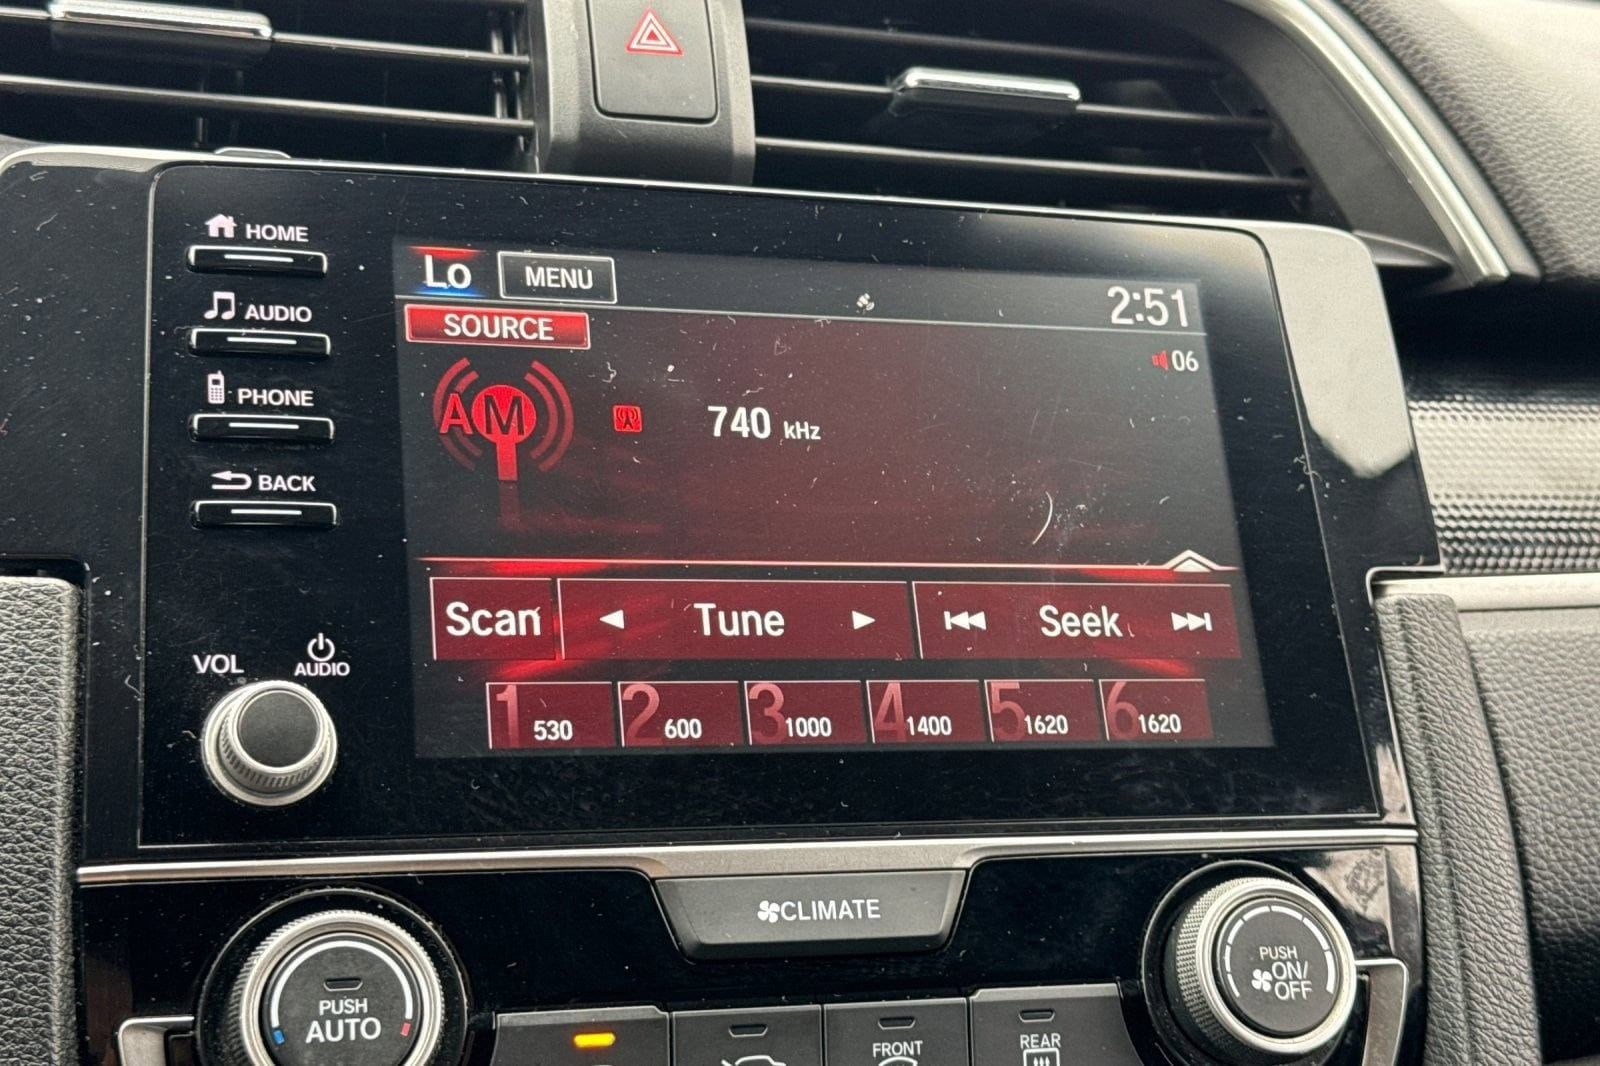 HOME
AUDIO
PHONE
BACK
VOL
AUDIO
Lo MENU 2:51
SOURCE
06
AM 740 kHz
Scan Tune Seek
1 530 2 600 3 1000 4 1400 5 1620 6 1620
CLIMATE
PUSH
AUTO
PUSH
ON/
OFF
FRONT
REAR